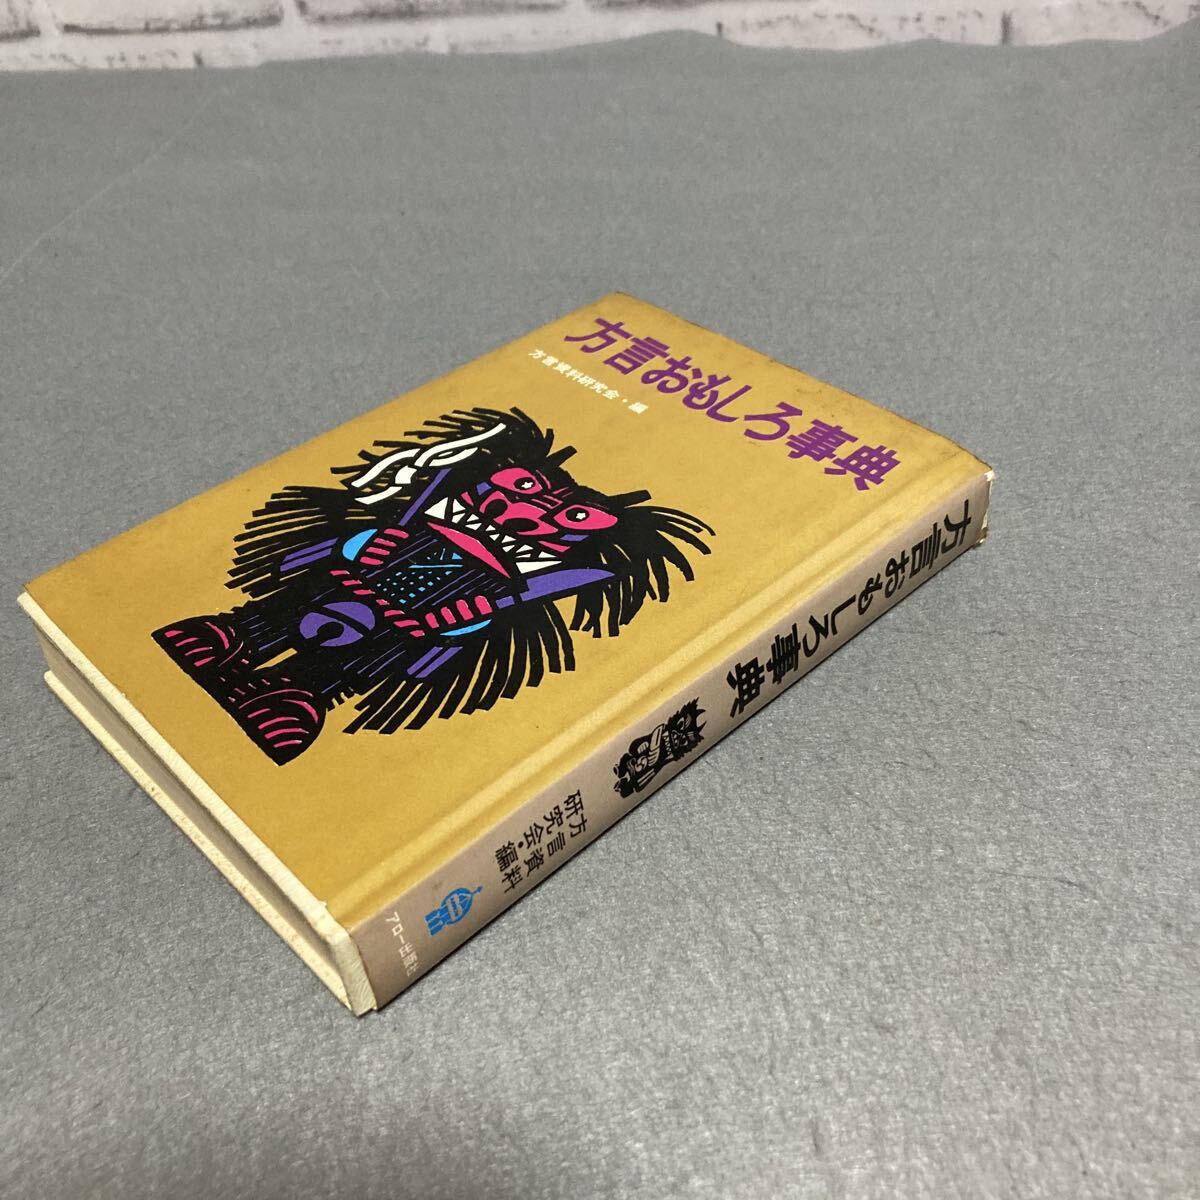 方言おもしろ事典
方言資料研究会・編
方言おもしろ事典
方言資料
研究会・編
アロー出版社